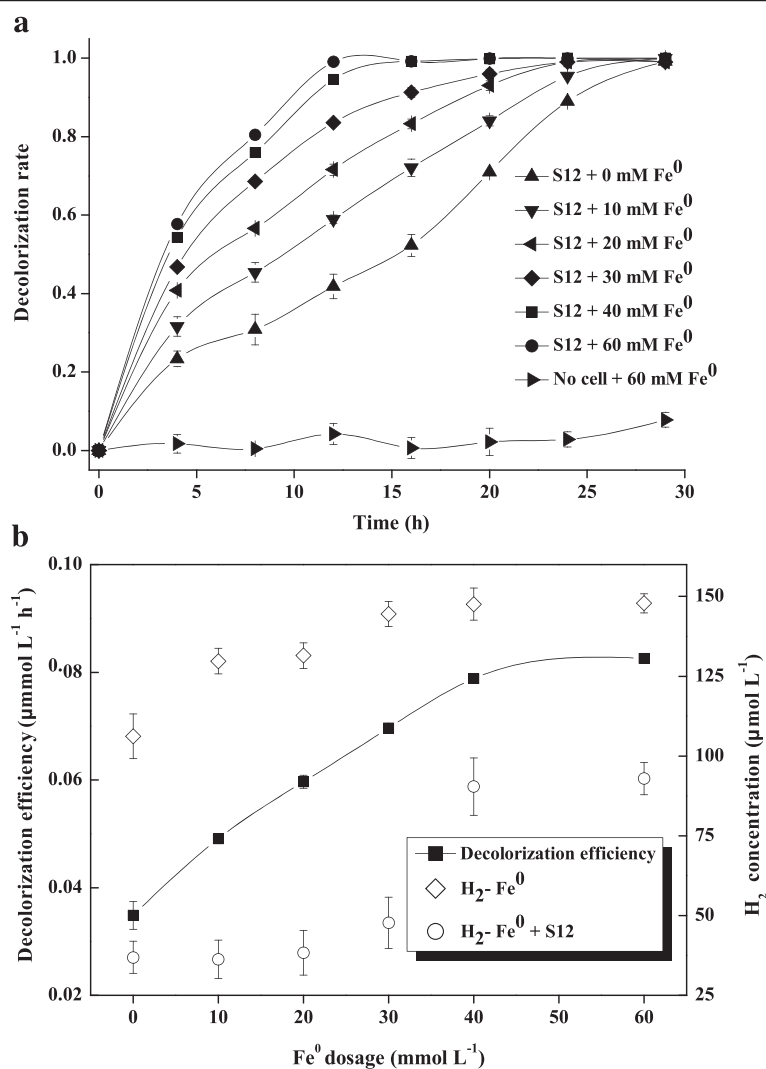 a
1.0
0.8
0.6
0.4
0.2
0.0
Decolorization rate
S12 + 0 mM Fe⁰
S12 + 10 mM Fe⁰
S12 + 20 mM Fe⁰
S12 + 30 mM Fe⁰
S12 + 40 mM Fe⁰
S12 + 60 mM Fe⁰
No cell + 60 mM Fe⁰
0 5 10 15 20 25 30
Time (h)
b
0.10
0.08
0.06
0.04
0.02
Decolorization efficiency (μmmol L⁻¹ h⁻¹)
150
125
100
75
50
25
H₂ concentration (μmol L⁻¹)
Decolorization efficiency
H₂- Fe⁰
H₂- Fe⁰ + S12
0 10 20 30 40 50 60
Fe⁰ dosage (mmol L⁻¹)